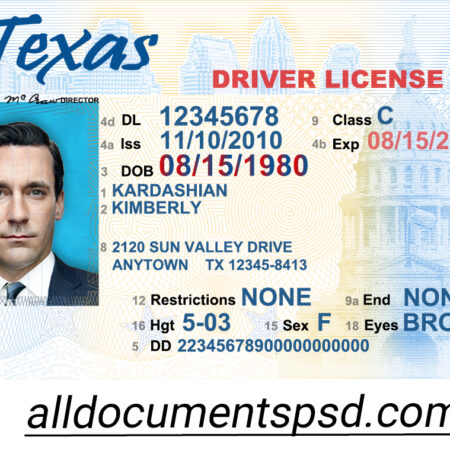 Texas
DRIVER LICENSE
DIRECTOR
4d DL 12345678 9 Class C
4a Iss 11/10/2010 4b Exp 08/15/2
3 DOB 08/15/1980
1 KARDASHIAN
2 KIMBERLY
8 2120 SUN VALLEY DRIVE
ANYTOWN TX 12345-8413
12 Restrictions NONE 9a End NON
16 Hgt 5-03 15 Sex F 18 Eyes BRO
5 DD 22345678900000000000
alldocumentspsd.com